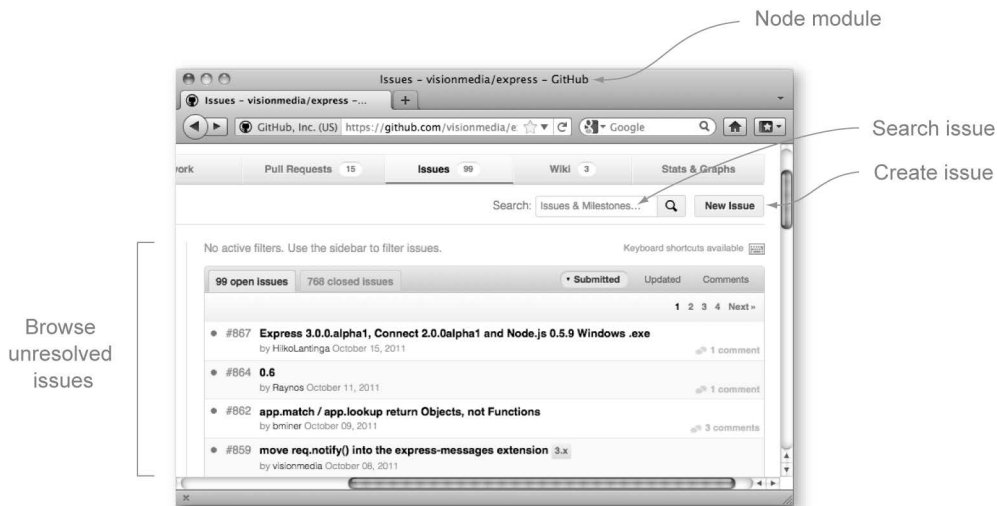 Node module
Issues – visionmedia/express – GitHub
Issues – visionmedia/express –...
GitHub, Inc. (US) https://github.com/visionmedia/e Google
Search issue
Create issue
ork Pull Requests 15 Issues 99 Wiki 3 Stats & Graphs
Search: Issues & Milestones... New Issue
No active filters. Use the sidebar to filter issues. Keyboard shortcuts available
99 open issues 768 closed issues • Submitted Updated Comments
1 2 3 4 Next »
Browse
unresolved
issues
#867 Express 3.0.0.alpha1, Connect 2.0.0alpha1 and Node.js 0.5.9 Windows .exe
by HilkoLantinga October 15, 2011 1 comment
#864 0.6
by Raynos October 11, 2011 1 comment
#862 app.match / app.lookup return Objects, not Functions
by bminer October 09, 2011 3 comments
#859 move req.notify() into the express-messages extension 3.x
by visionmedia October 08, 2011